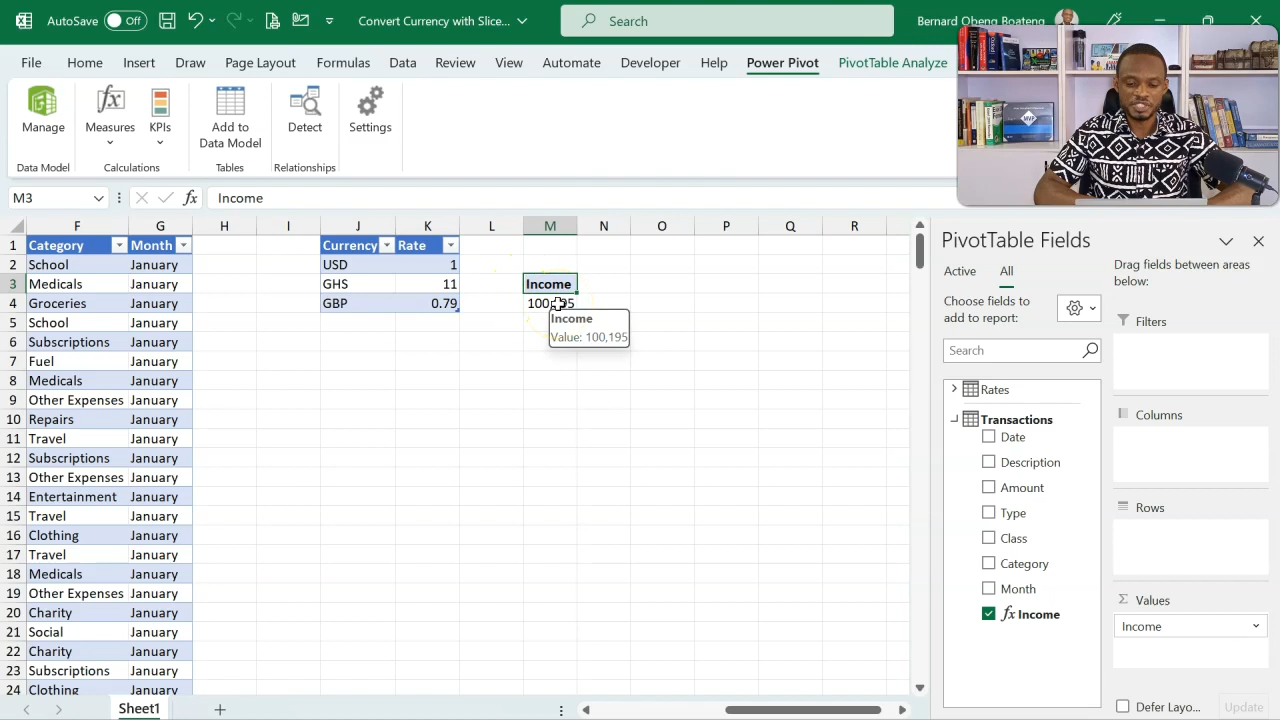 AutoSave Off Convert Currency with Slice... Search Bernard Obeng Boateng
File Home Insert Draw Page Layout Formulas Data Review View Automate Developer Help Power Pivot PivotTable Analyze
Manage Measures KPIs Add to Data Model Detect Settings
Data Model Calculations Tables Relationships
M3 fx Income
F G H I J K L M N O P Q R
1 Category Month Currency Rate
2 School January USD 1
3 Medicals January GHS 11 Income
4 Groceries January GBP 0.79
5 School January
6 Subscriptions January
7 Fuel January
8 Medicals January
9 Other Expenses January
10 Repairs January
11 Travel January
12 Subscriptions January
13 Other Expenses January
14 Entertainment January
15 Travel January
16 Clothing January
17 Travel January
18 Medicals January
19 Other Expenses January
20 Charity January
21 Social January
22 Charity January
23 Subscriptions January
24 Clothing January
Income
Value: 100,195
Sheet1
PivotTable Fields
Active All
Choose fields to add to report:
Search
Rates
Transactions
Date
Description
Amount
Type
Class
Category
Month
fx Income
Drag fields between areas below:
Filters
Columns
Rows
Σ Values
Income
Defer Layo... Update
MVP